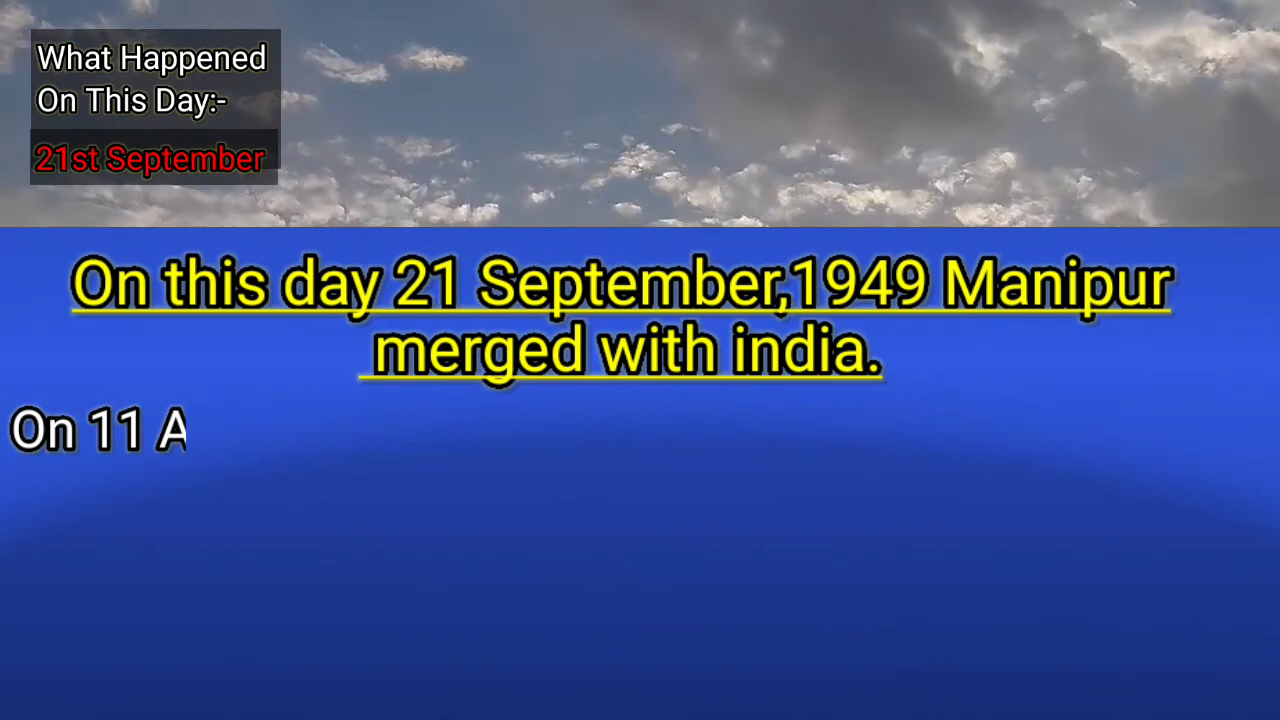 What Happened
On This Day:-
21st September
On this day 21 September,1949 Manipur
merged with india.
On 11 A